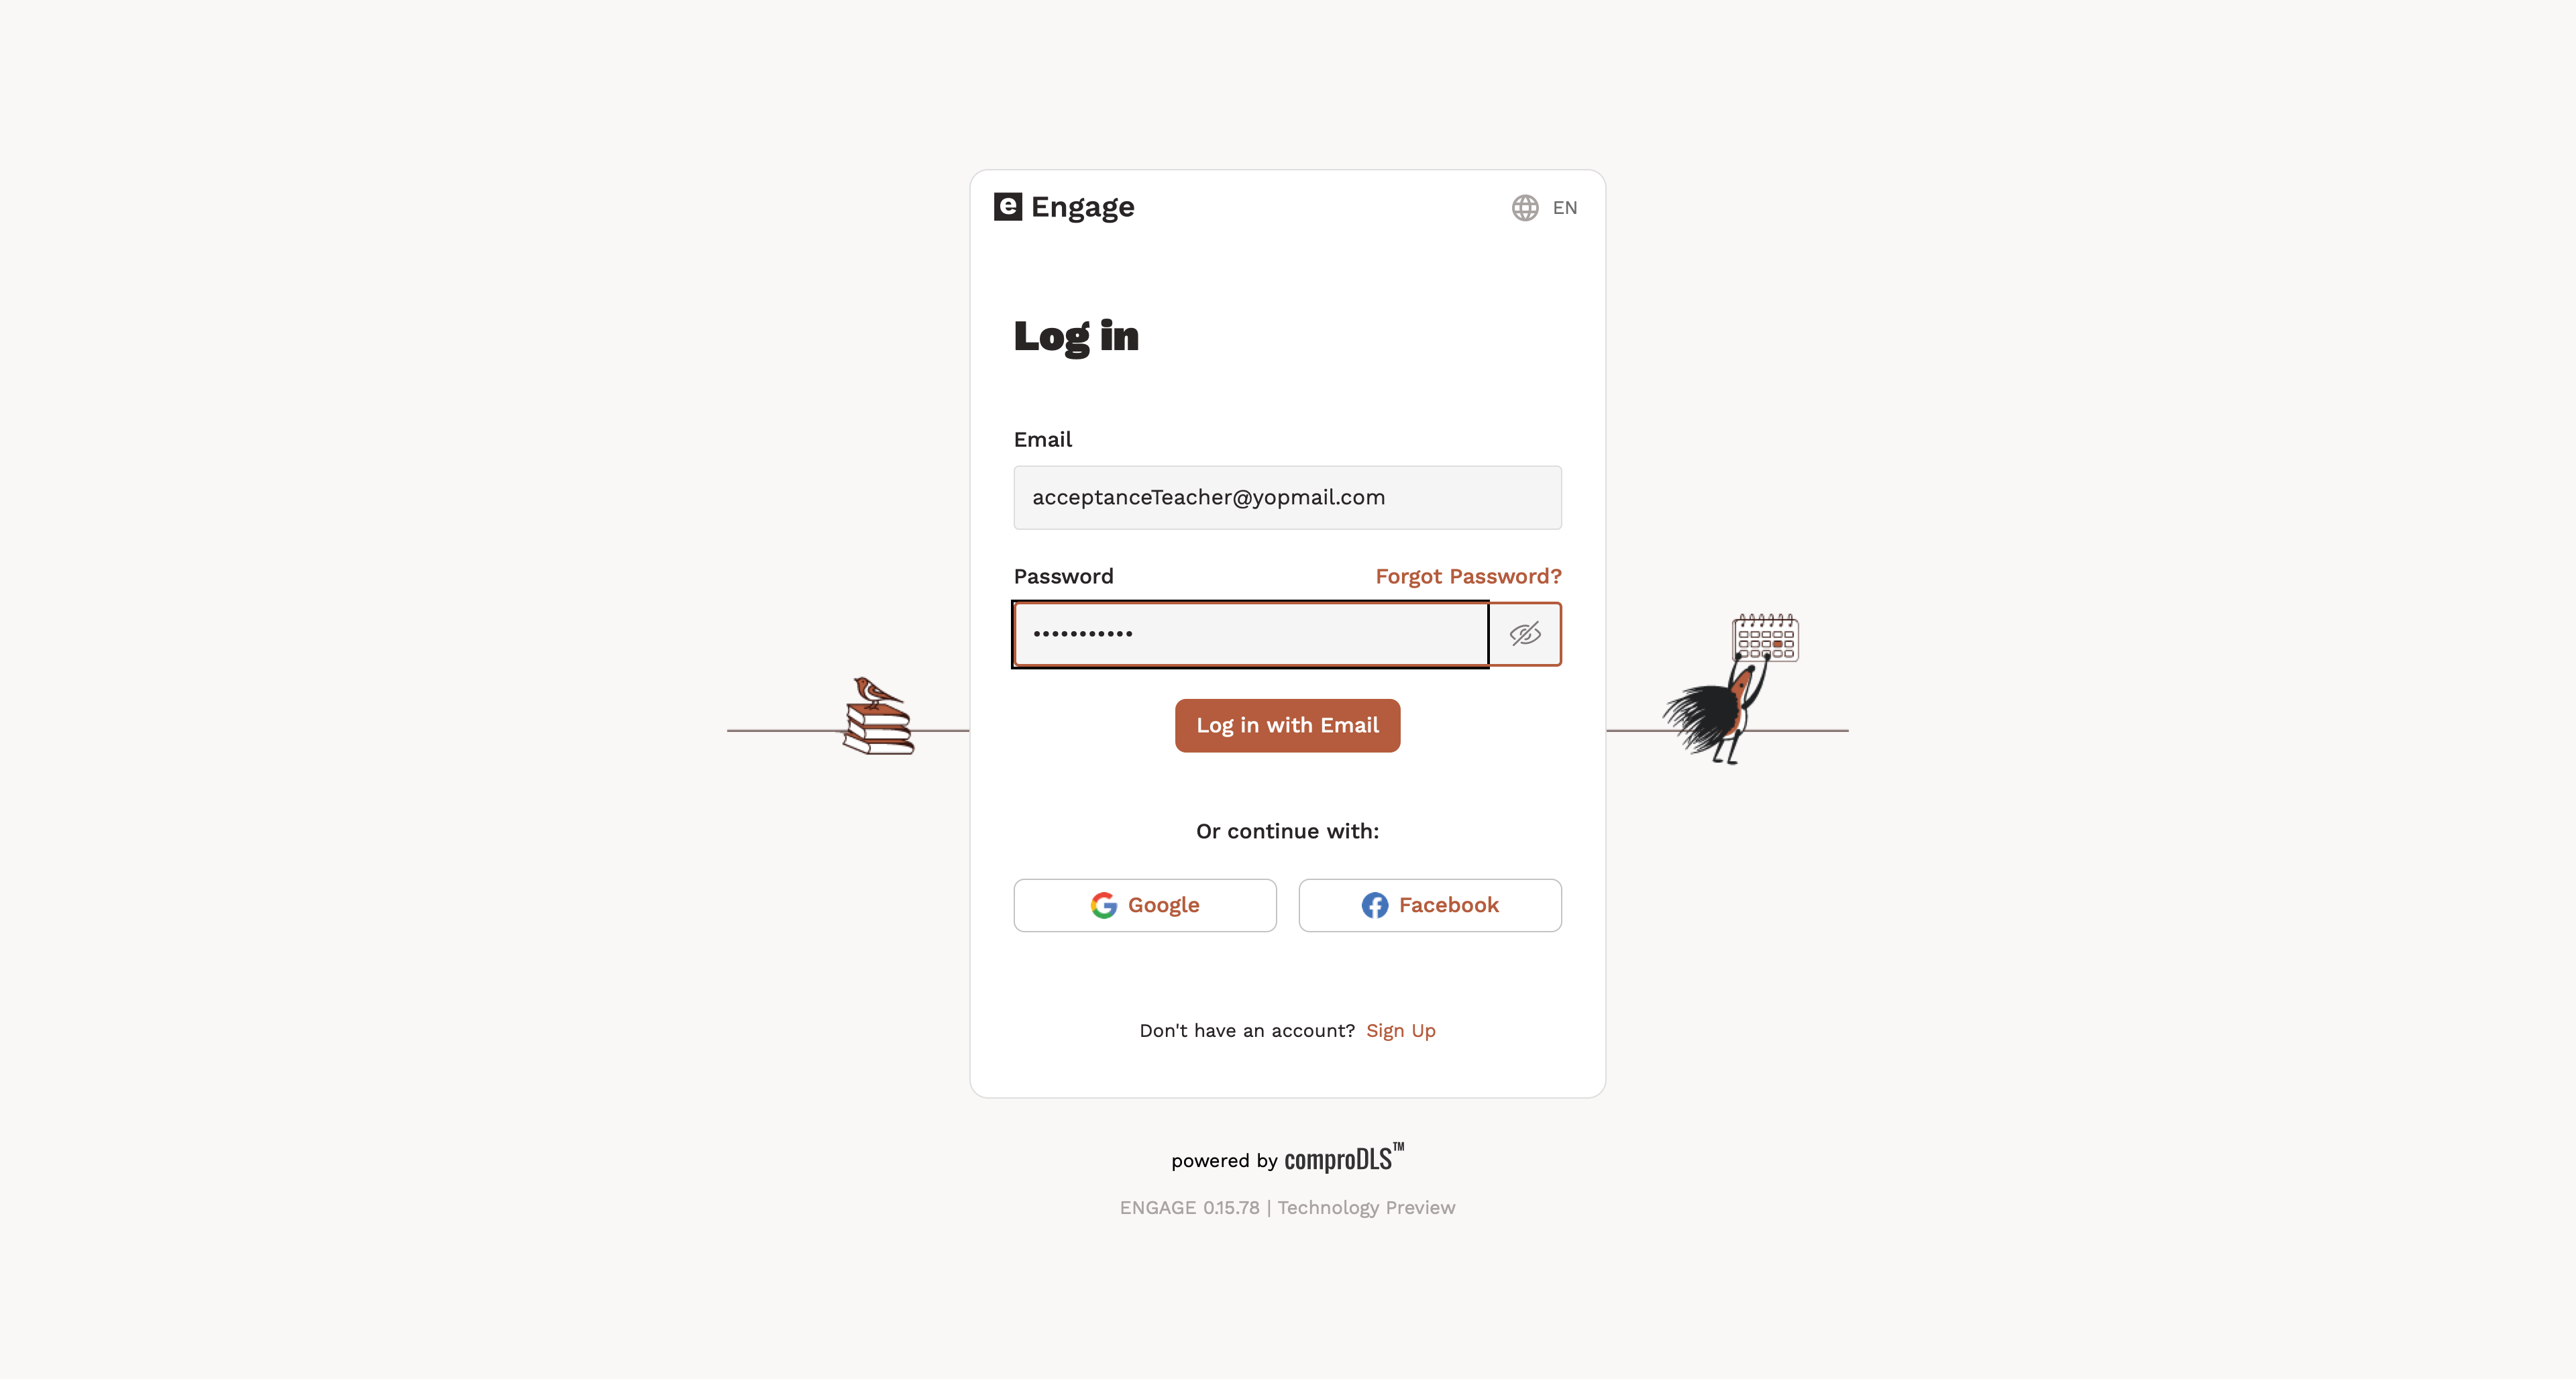 e Engage
EN
Log in
Email
acceptanceTeacher@yopmail.com
Password
Forgot Password?
•••••••••••
Log in with Email
Or continue with:
Google
Facebook
Don't have an account? Sign Up
powered by comproDLS™
ENGAGE 0.15.78 | Technology Preview